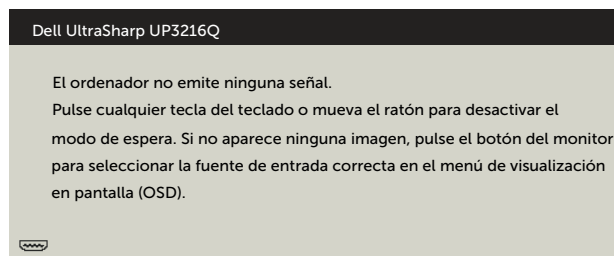 Dell UltraSharp UP3216Q
El ordenador no emite ninguna señal.
Pulse cualquier tecla del teclado o mueva el ratón para desactivar el
modo de espera. Si no aparece ninguna imagen, pulse el botón del monitor
para seleccionar la fuente de entrada correcta en el menú de visualización
en pantalla (OSD).